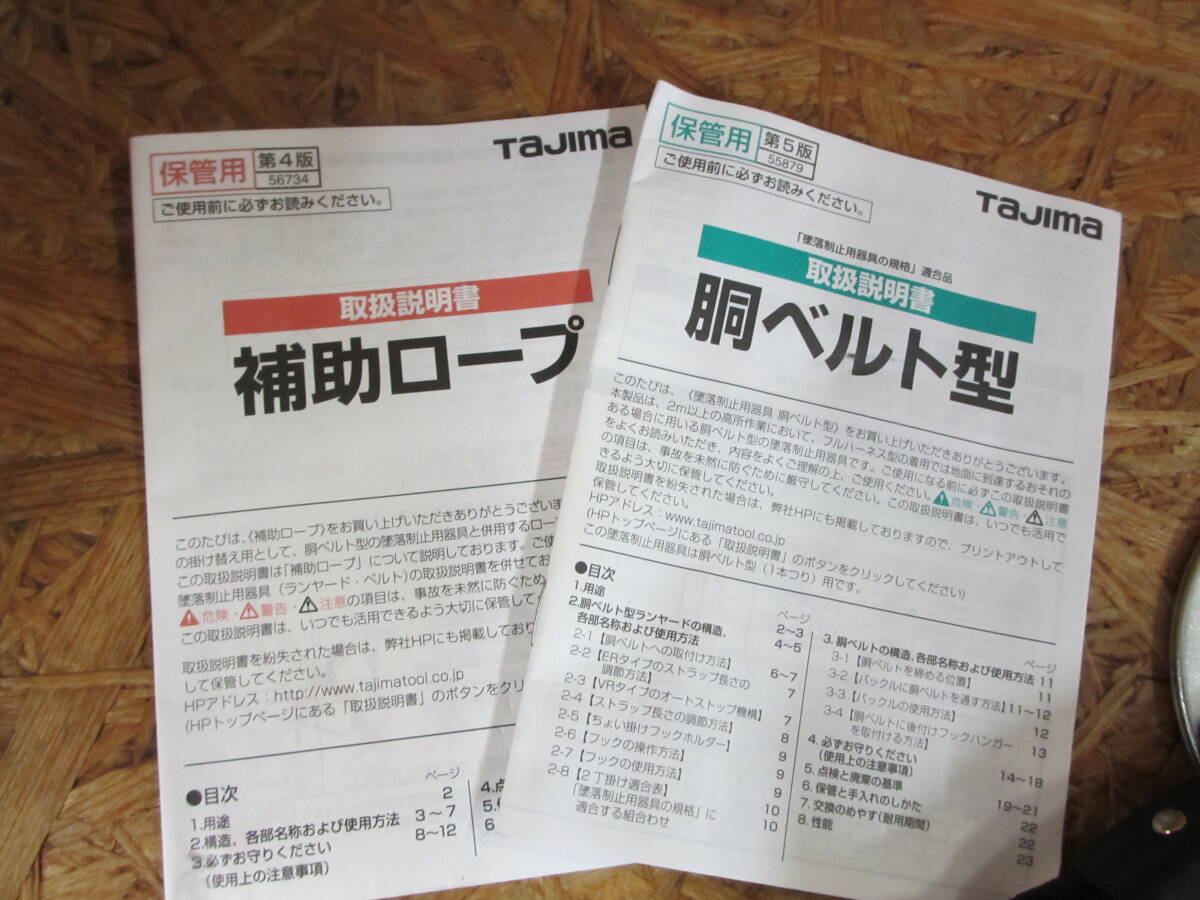 保管用
第4版
56734
TaJima
ご使用前に必ずお読みください。
取扱説明書
補助ロープ
このたびは、《補助ロープ》をお買い上げいただきありがとうございま
の掛け替え用として、胴ベルト型の墜落制止用器具と併用するロー
この取扱説明書は「補助ロープ」について説明しております。ご使
墜落制止用器具（ランヤード・ベルト）の取扱説明書を併せてお
⚠危険・⚠警告・⚠注意の項目は、事故を未然に防ぐため
この取扱説明書は、いつでも活用できるよう大切に保管して
取扱説明書を紛失された場合は、弊社HPにも掲載しており
して保管してください。
HPアドレス：http://www.tajimatool.co.jp
(HPトップページにある「取扱説明書」のボタンをクリ
●目次
ページ
1.用途 2
2.構造、各部名称および使用方法 3～7
3.必ずお守りください 8～12
（使用上の注意事項）
4.点
5.
6
保管用
第5版
55879
TaJima
ご使用前に必ずお読みください。
「墜落制止用器具の規格」適合品
取扱説明書
胴ベルト型
このたびは、《墜落制止用器具 胴ベルト型》をお買い上げいただきありがとうございます。
本製品は、2m以上の高所作業において、フルハーネス型の着用では地面に到達するおそれの
ある場合に用いる胴ベルト型の墜落制止用器具です。ご使用になる前に必ずこの取扱説明書
をよくお読みいただき、内容をよくご理解の上、ご使用ください。⚠危険・⚠警告・⚠注意
の項目は、事故を未然に防ぐために厳守してください。この取扱説明書は、いつでも活用で
きるよう大切に保管してください。
取扱説明書を紛失された場合は、弊社HPにも掲載しておりますので、プリントアウトして
保管してください。
HPアドレス：www.tajimatool.co.jp
(HPトップページにある「取扱説明書」のボタンをクリックしてください)
この墜落制止用器具は胴ベルト型（1本つり）用です。
●目次
ページ
1.用途 2～3
2.胴ベルト型ランヤードの構造、
各部名称および使用方法 4～5
2-1【胴ベルトへの取付け方法】 6～7
2-2【ERタイプのストラップ長さの
調節方法】 7
2-3【VRタイプのオートストップ機構】 7
2-4【ストラップ長さの調節方法】 8
2-5【ちょい掛けフックホルダー】 9
2-6【フックの操作方法】 9
2-7【フックの使用方法】 9
2-8【2丁掛け適合表】 10
「墜落制止用器具の規格」に
適合する組合わせ 10
ページ
3. 胴ベルトの構造、各部名称および使用方法 11
3-1【胴ベルトを締める位置】 11
3-2【バックルに胴ベルトを通す方法】 11～12
3-3【バックルの使用方法】 12
3-4【胴ベルトに後付けフックハンガー
を取付ける方法】 13
4. 必ずお守りください
（使用上の注意事項） 14～18
5. 点検と廃棄の基準 19～21
6. 保管と手入れのしかた 22
7. 交換のめやす（耐用期間） 22
8. 性能 23